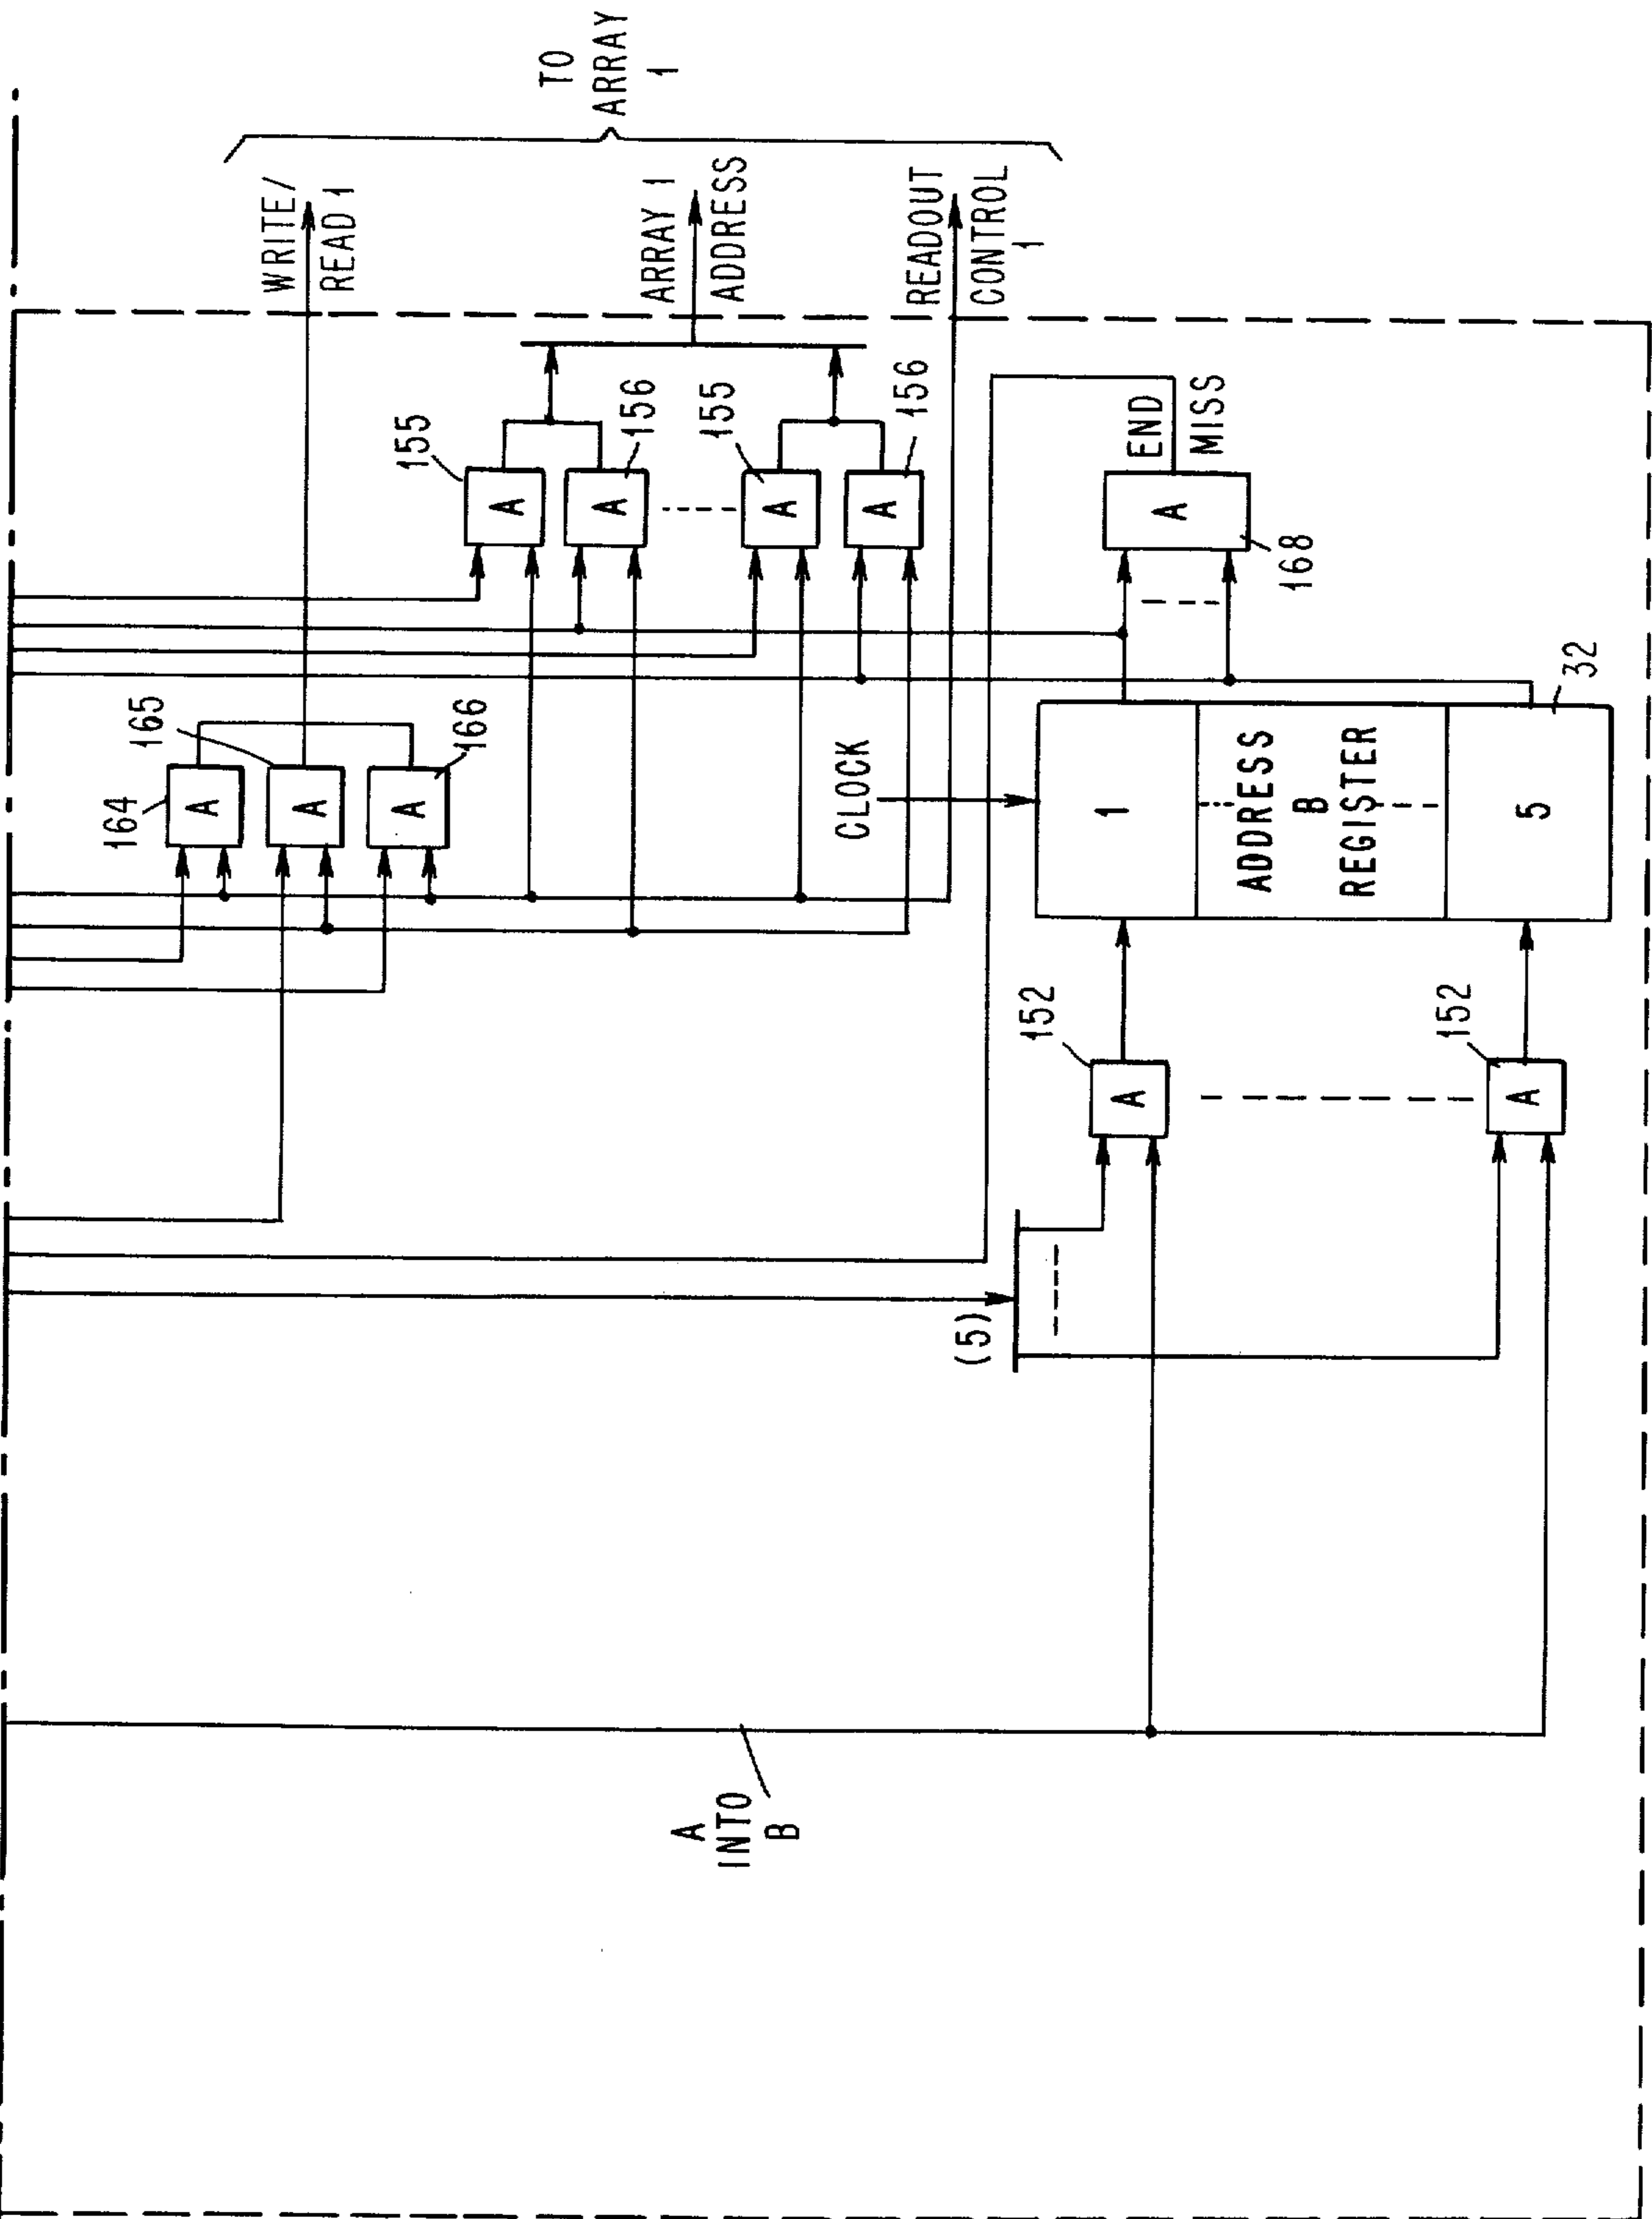 TO
ARRAY
1
WRITE/
READ 1
ARRAY 1
ADDRESS
READOUT
CONTROL
1
164
A
165
A
166
A
155
A
156
A
155
A
156
A
END
MISS
A
168
CLOCK
1
ADDRESS
B
REGISTER
5
32
152
A
152
A
(5)
A
INTO
B